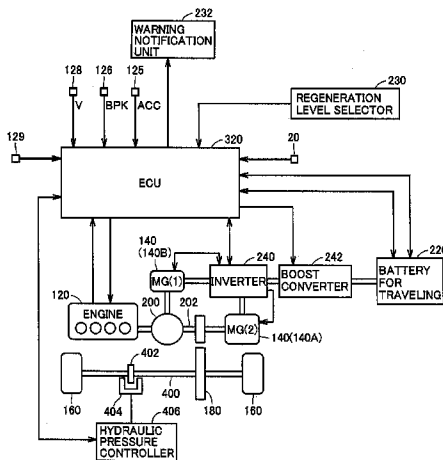 232
WARNING
NOTIFICATION
UNIT
128
126
125
V
BPK
ACC
230
REGENERATION
LEVEL SELECTOR
129
320
20
ECU
140
(140B)
240
242
220
MG(1)
INVERTER
BOOST
CONVERTER
BATTERY
FOR
TRAVELING
120
200
202
ENGINE
MG(2)
140(140A)
402
400
404
406
160
180
160
HYDRAULIC
PRESSURE
CONTROLLER